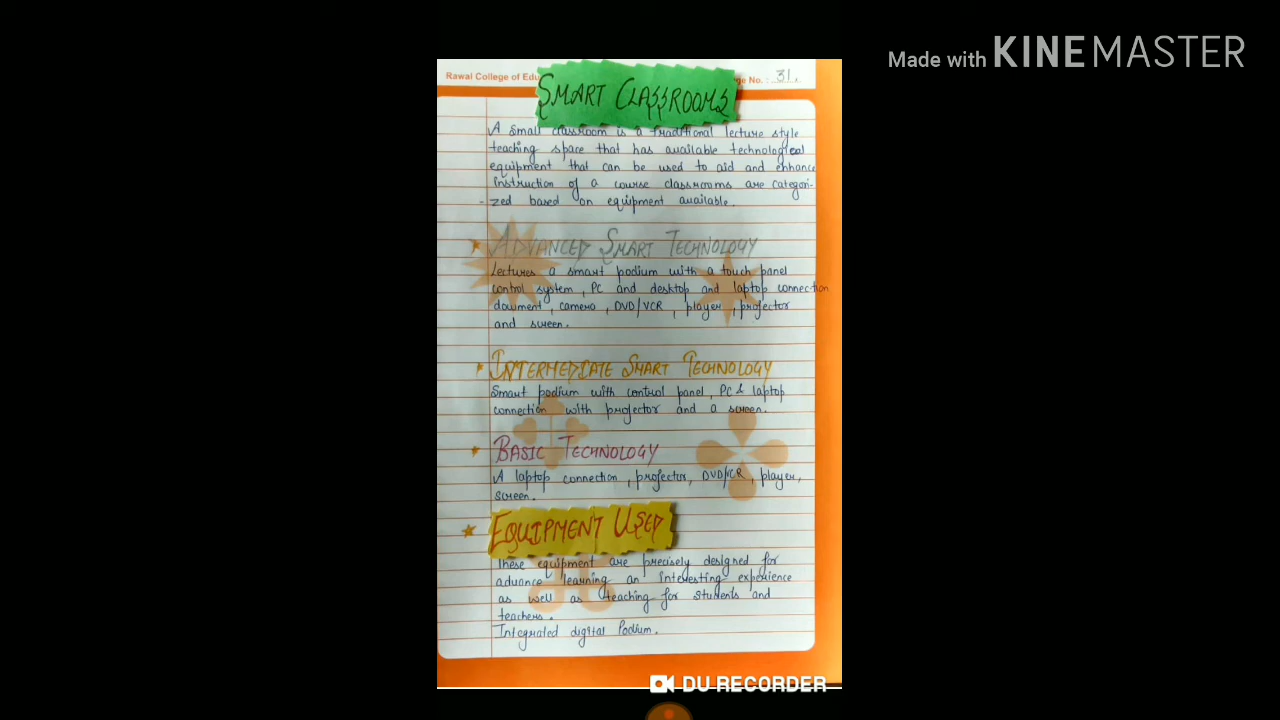 Made with KINEMASTER
Rawal College of Edu
ge No. : 31.
SMART CLASSROOMS
A small classroom is a traditional lecture style
teaching space that has available technological
equipment that can be used to aid and enhance
instruction of a course classrooms are categori-
-zed based on equipment available.
ADVANCED SMART TECHNOLOGY
Lectures a smart podium with a touch panel
control system, PC and desktop and laptop connection
document, camera, DVD/VCR, player, projector
and screen.
INTERMEDIATE SMART TECHNOLOGY
Smart podium with control panel, PC & laptop
connection with projector and a screen.
BASIC TECHNOLOGY
A laptop connection, projector, DVD/VCR, player,
screen.
EQUIPMENT USED
These equipment are precisely designed for
advance learning an interesting experience
as well as teaching for students and
teachers.
Integrated digital Podium.
DU RECORDER